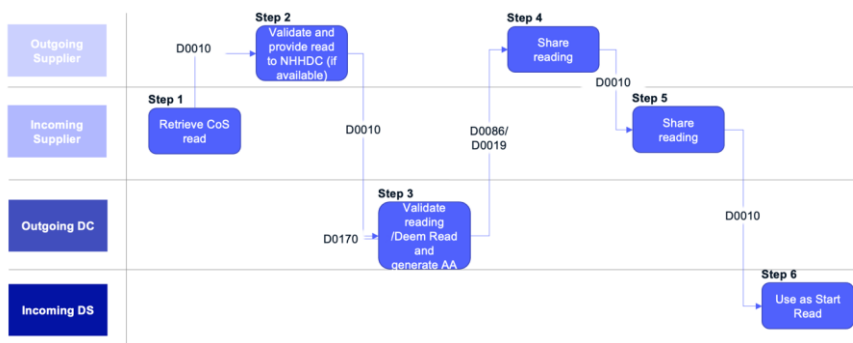 Step 2
Step 4
Outgoing
Supplier
D0010
Validate and
provide read
to NHHDC (if
available)
Share
reading
D0010
Step 1
Step 5
Incoming
Supplier
Retrieve CoS
read
D0010
D0086/
D0019
Share
reading
Step 3
Outgoing DC
D0170
Validate
reading
/Deem Read
and
generate AA
D0010
Step 6
Incoming DS
Use as Start
Read